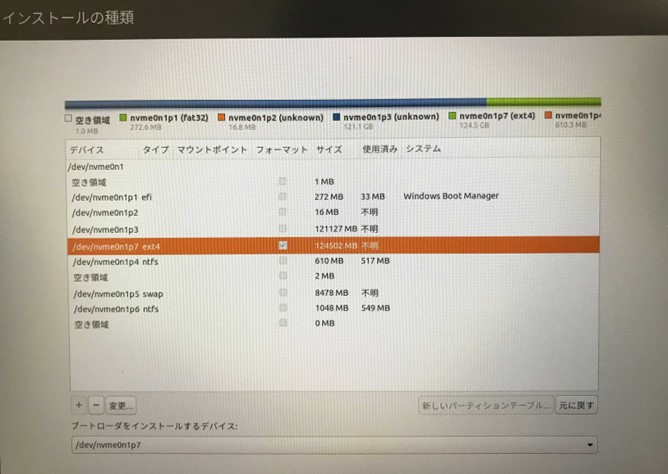 インストールの種類
空き領域 nvme0n1p1 (fat32) nvme0n1p2 (unknown) nvme0n1p3 (unknown) nvme0n1p7 (ext4) nvme0n1p4
1.0 MB 272.6 MB 16.8 MB 121.1 GB 124.5 GB 610.3 MB
デバイス タイプ マウントポイント フォーマット サイズ 使用済み システム
/dev/nvme0n1
空き領域 1 MB
/dev/nvme0n1p1 efi 272 MB 33 MB Windows Boot Manager
/dev/nvme0n1p2 16 MB 不明
/dev/nvme0n1p3 121127 MB 不明
/dev/nvme0n1p7 ext4 124502 MB 不明
/dev/nvme0n1p4 ntfs 610 MB 517 MB
空き領域 2 MB
/dev/nvme0n1p5 swap 8478 MB 不明
/dev/nvme0n1p6 ntfs 1048 MB 549 MB
空き領域 0 MB
+ − 変更... 新しいパーティションテーブル... 元に戻す
ブートローダをインストールするデバイス:
/dev/nvme0n1p7